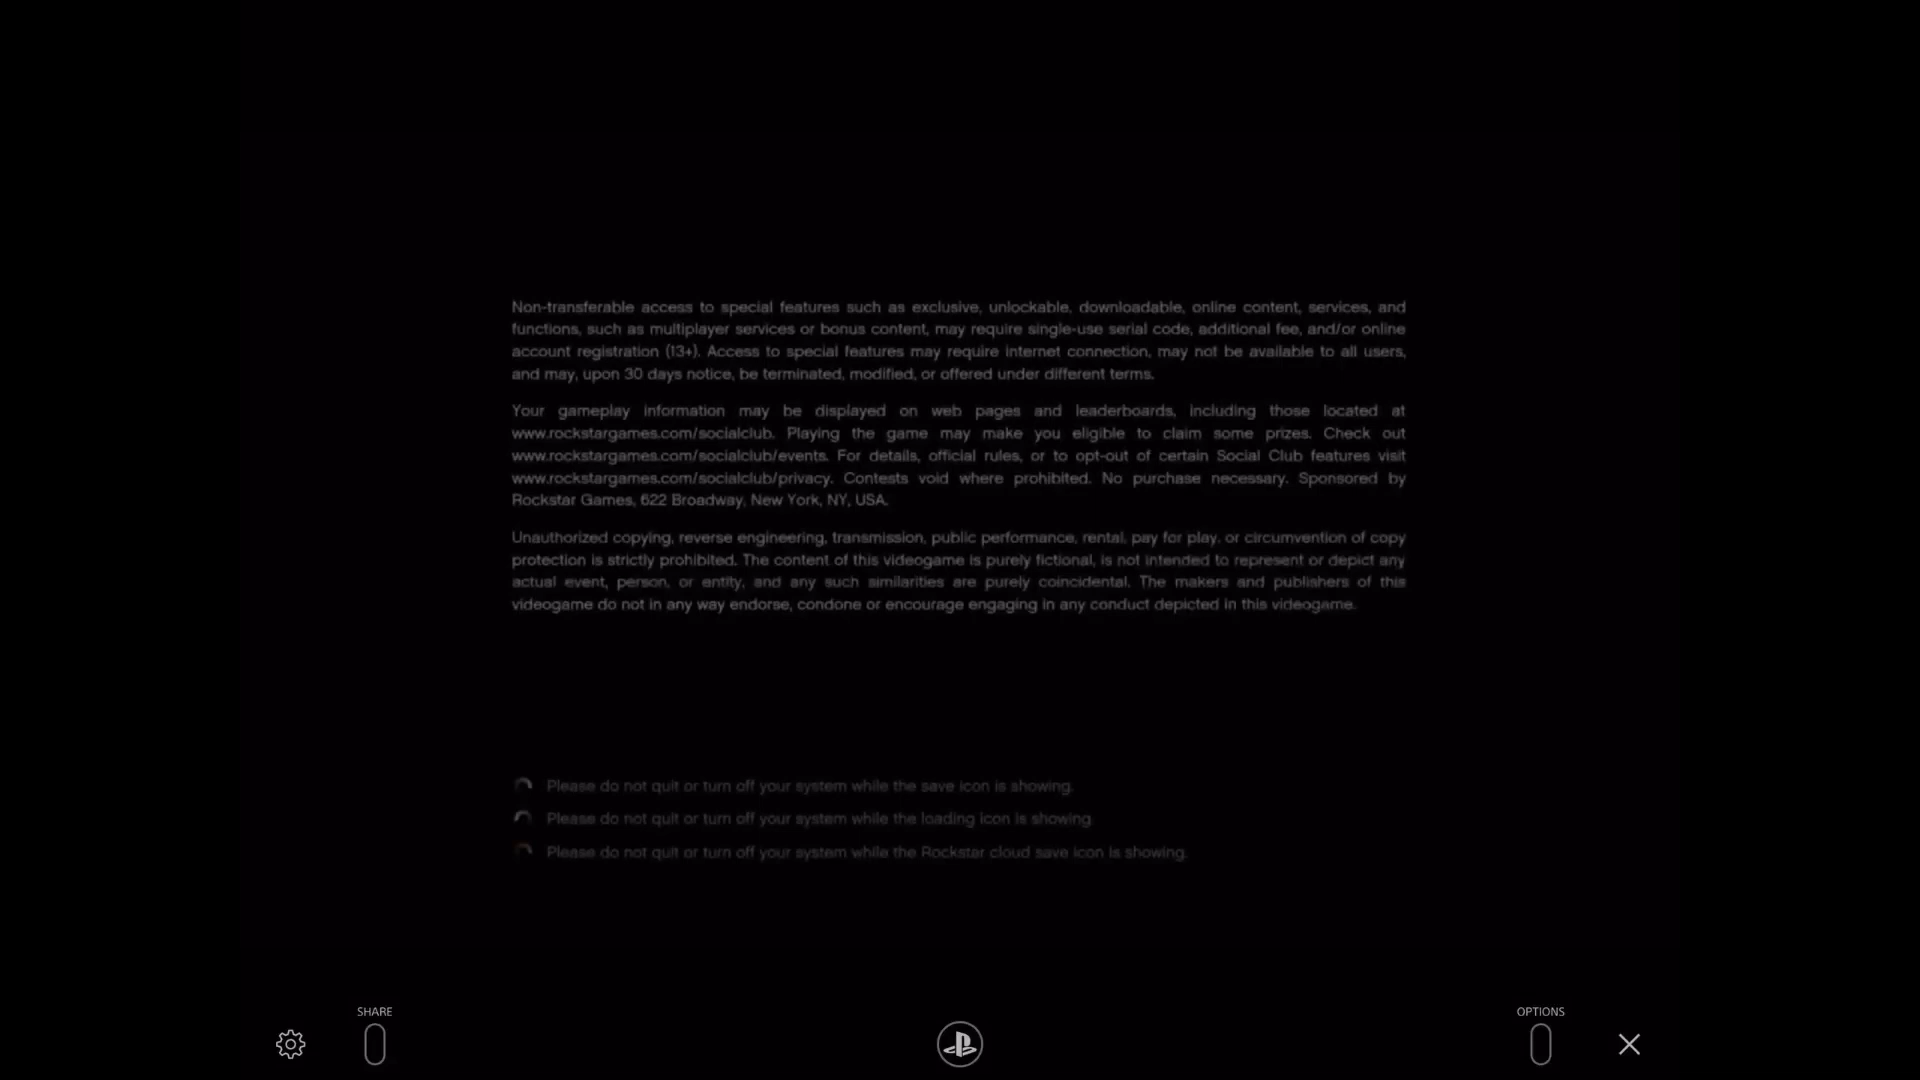 Non-transferable access to special features such as exclusive, unlockable, downloadable, online content, services, and
functions, such as multiplayer services or bonus content, may require single-use serial code, additional fee, and/or online
account registration (13+). Access to special features may require internet connection, may not be available to all users,
and may, upon 30 days notice, be terminated, modified, or offered under different terms.
Your gameplay information may be displayed on web pages and leaderboards, including those located at
www.rockstargames.com/socialclub. Playing the game may make you eligible to claim some prizes. Check out
www.rockstargames.com/socialclub/events. For details, official rules, or to opt-out of certain Social Club features visit
www.rockstargames.com/socialclub/privacy. Contests void where prohibited. No purchase necessary. Sponsored by
Rockstar Games, 622 Broadway, New York, NY, USA.
Unauthorized copying, reverse engineering, transmission, public performance, rental, pay for play, or circumvention of copy
protection is strictly prohibited. The content of this videogame is purely fictional, is not intended to represent or depict any
actual event, person, or entity, and any such similarities are purely coincidental. The makers and publishers of this
videogame do not in any way endorse, condone or encourage engaging in any conduct depicted in this videogame.
Please do not quit or turn off your system while the save icon is showing.
Please do not quit or turn off your system while the loading icon is showing.
Please do not quit or turn off your system while the Rockstar cloud save icon is showing.
SHARE
OPTIONS